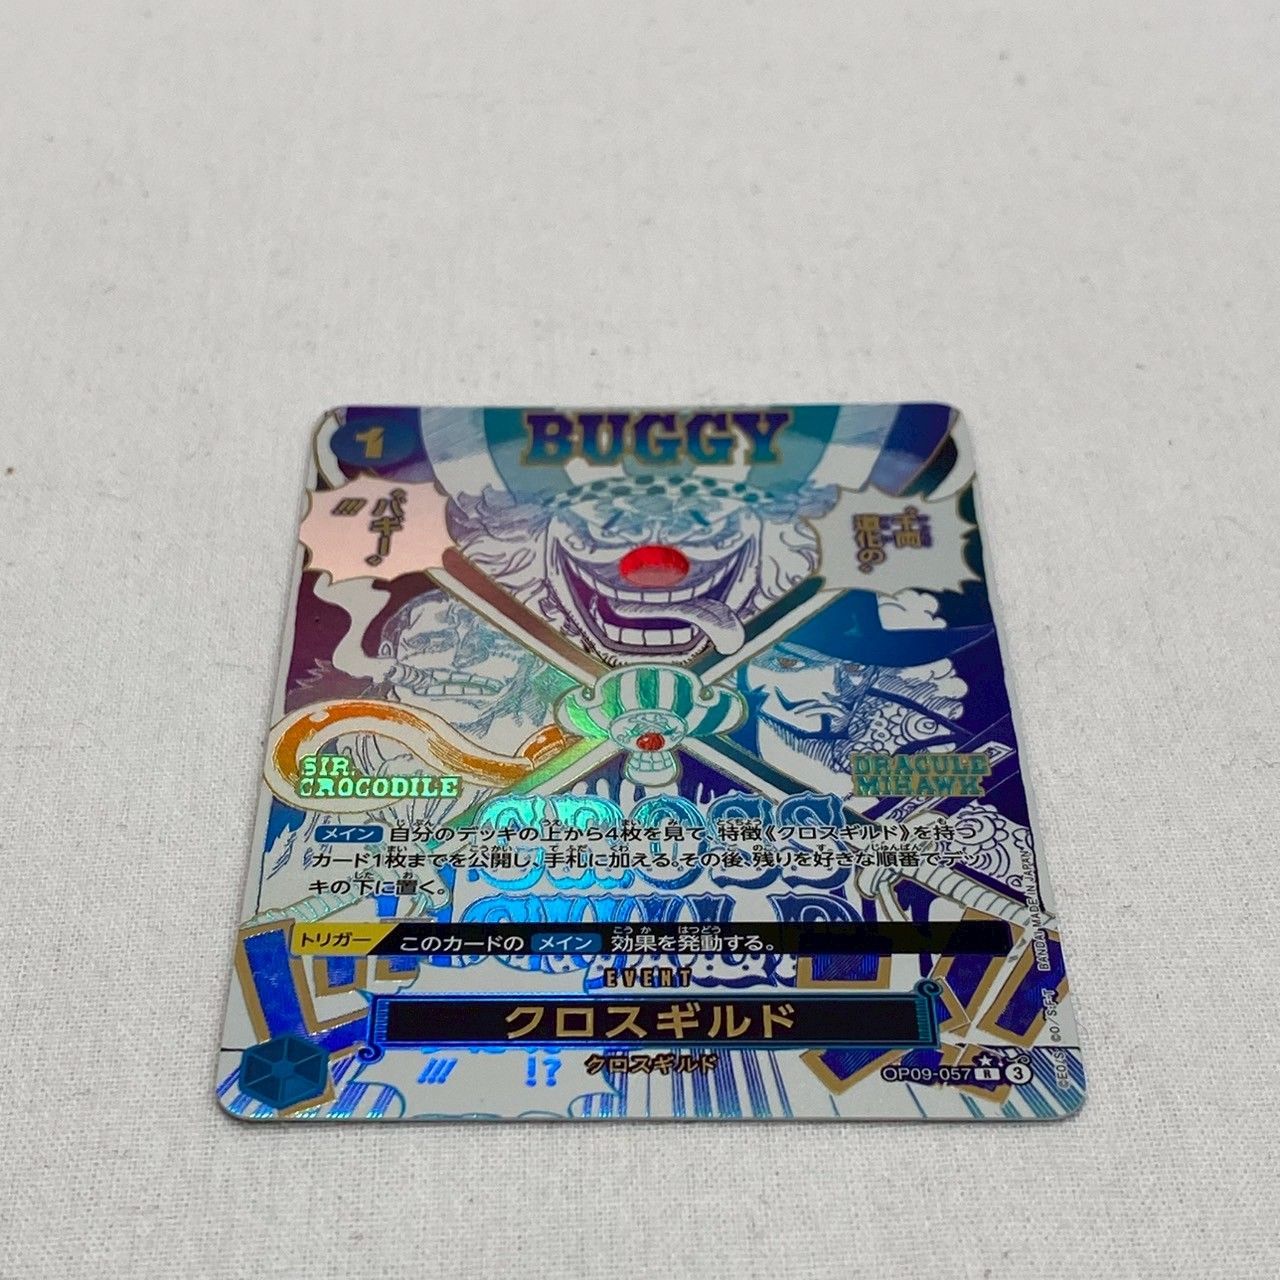 BUGGY
1
“バギー”
!!!
“千両
道化の”
SIR.
CROCODILE
DRACULE
MIHAWK
CROSS
GUILD
メイン 自分のデッキの上から4枚を見て、特徴《クロスギルド》を持つ
カード1枚までを公開し、手札に加える。その後、残りを好きな順番でデッ
キの下に置く。
トリガー このカードの メイン 効果を発動する。
EVENT
クロスギルド
クロスギルド
!!! !?
OP09-057 R 3
BANDAI MADE IN JAPAN